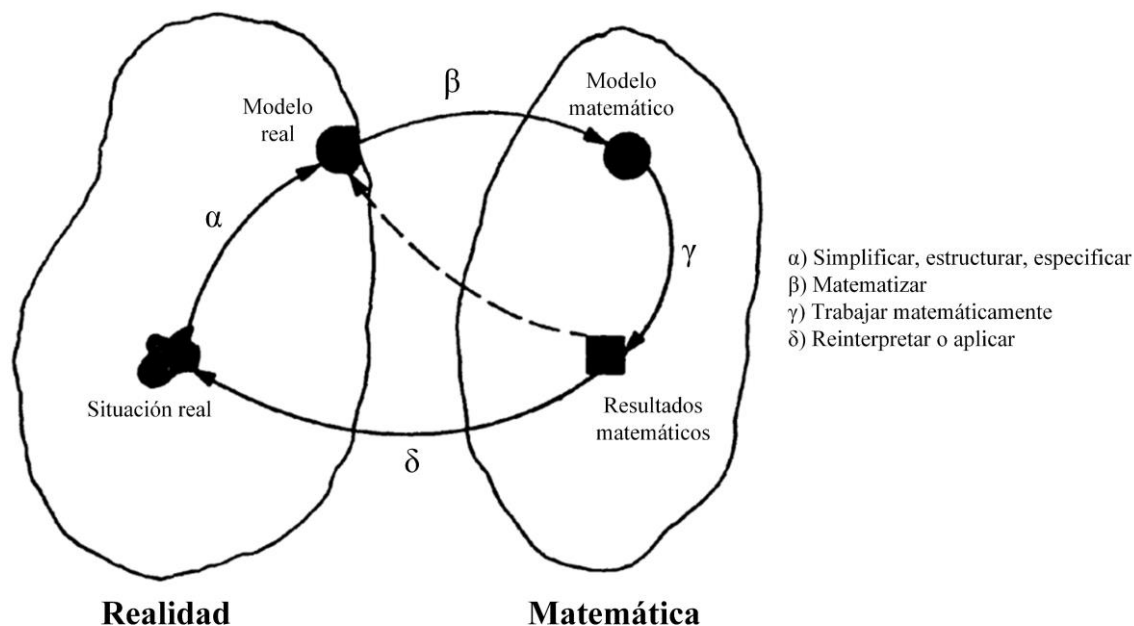 Modelo
real
β
Modelo
matemático
α
γ
Situación real
δ
Resultados
matemáticos
α) Simplificar, estructurar, especificar
β) Matematizar
γ) Trabajar matemáticamente
δ) Reinterpretar o aplicar
Realidad
Matemática